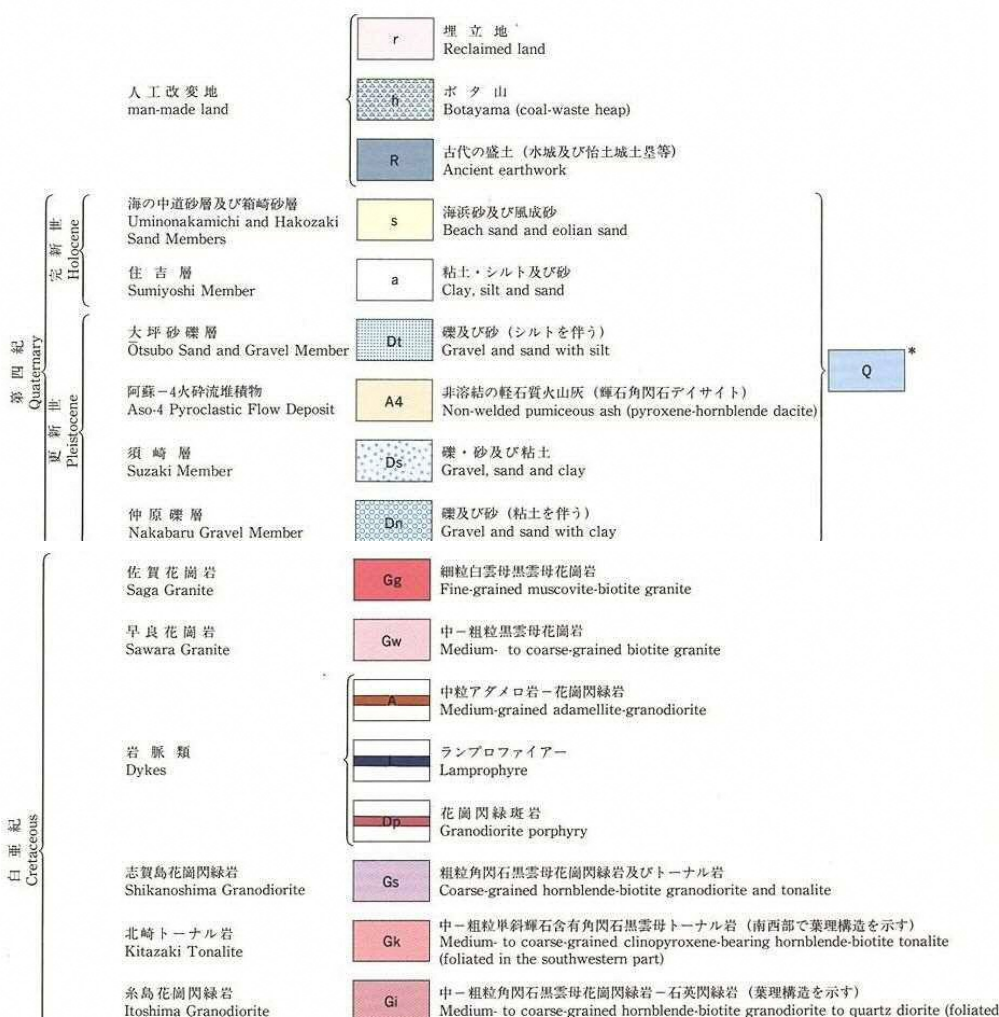 r
埋立地
Reclaimed land
人工改変地
man-made land
h
ボタ山
Botayama (coal-waste heap)
R
古代の盛土 (水城及び怡土城土塁等)
Ancient earthwork
第四紀
Quaternary
完新世
Holocene
海の中道砂層及び箱崎砂層
Uminonakamichi and Hakozaki
Sand Members
s
海浜砂及び風成砂
Beach sand and eolian sand
住吉層
Sumiyoshi Member
a
粘土・シルト及び砂
Clay, silt and sand
更新世
Pleistocene
大坪砂礫層
Ōtsubo Sand and Gravel Member
Dt
礫及び砂 (シルトを伴う)
Gravel and sand with silt
Q *
阿蘇-4火砕流堆積物
Aso-4 Pyroclastic Flow Deposit
A4
非溶結の軽石質火山灰 (輝石角閃石デイサイト)
Non-welded pumiceous ash (pyroxene-hornblende dacite)
須崎層
Suzaki Member
Ds
礫・砂及び粘土
Gravel, sand and clay
仲原礫層
Nakabaru Gravel Member
Dn
礫及び砂 (粘土を伴う)
Gravel and sand with clay
白亜紀
Cretaceous
佐賀花崗岩
Saga Granite
Gg
細粒白雲母黒雲母花崗岩
Fine-grained muscovite-biotite granite
早良花崗岩
Sawara Granite
Gw
中-粗粒黒雲母花崗岩
Medium- to coarse-grained biotite granite
岩脈類
Dykes
A
中粒アダメロ岩-花崗閃緑岩
Medium-grained adamellite-granodiorite
L
ランプロファイアー
Lamprophyre
Dp
花崗閃緑斑岩
Granodiorite porphyry
志賀島花崗閃緑岩
Shikanoshima Granodiorite
Gs
粗粒角閃石黒雲母花崗閃緑岩及びトーナル岩
Coarse-grained hornblende-biotite granodiorite and tonalite
北崎トーナル岩
Kitazaki Tonalite
Gk
中-粗粒単斜輝石含有角閃石黒雲母トーナル岩 (南西部で葉理構造を示す)
Medium- to coarse-grained clinopyroxene-bearing hornblende-biotite tonalite
(foliated in the southwestern part)
糸島花崗閃緑岩
Itoshima Granodiorite
Gi
中-粗粒角閃石黒雲母花崗閃緑岩-石英閃緑岩 (葉理構造を示す)
Medium- to coarse-grained hornblende-biotite granodiorite to quartz diorite (foliated